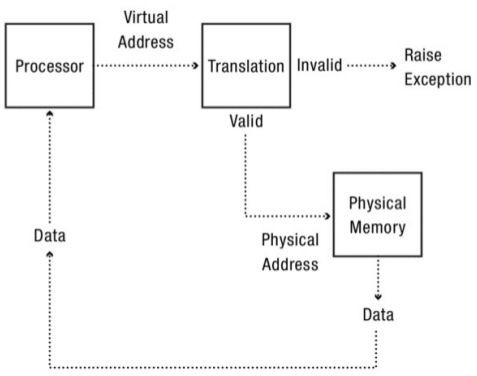 Virtual
Address
Processor
Translation
Invalid
Raise
Exception
Valid
Physical
Memory
Physical
Address
Data
Data